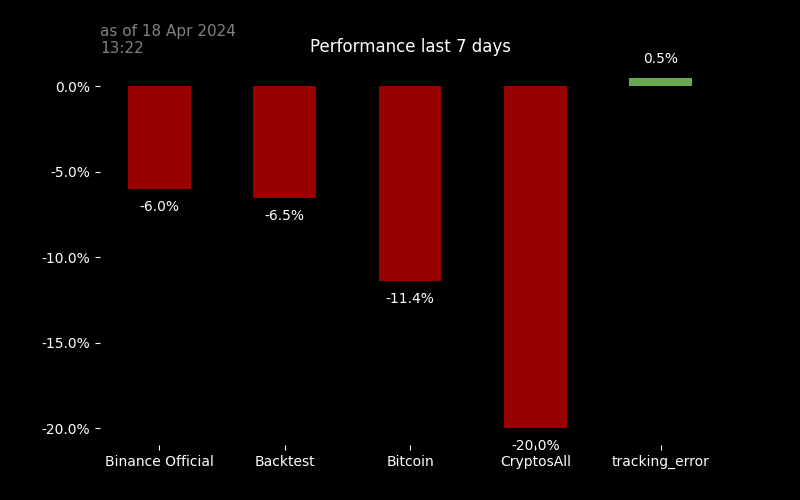 as of 18 Apr 2024
13:22
Performance last 7 days
0.5%
0.0%
-5.0%
-6.0%
-6.5%
-10.0%
-11.4%
-15.0%
-20.0%
-20.0%
Binance Official
Backtest
Bitcoin
CryptosAll
tracking_error